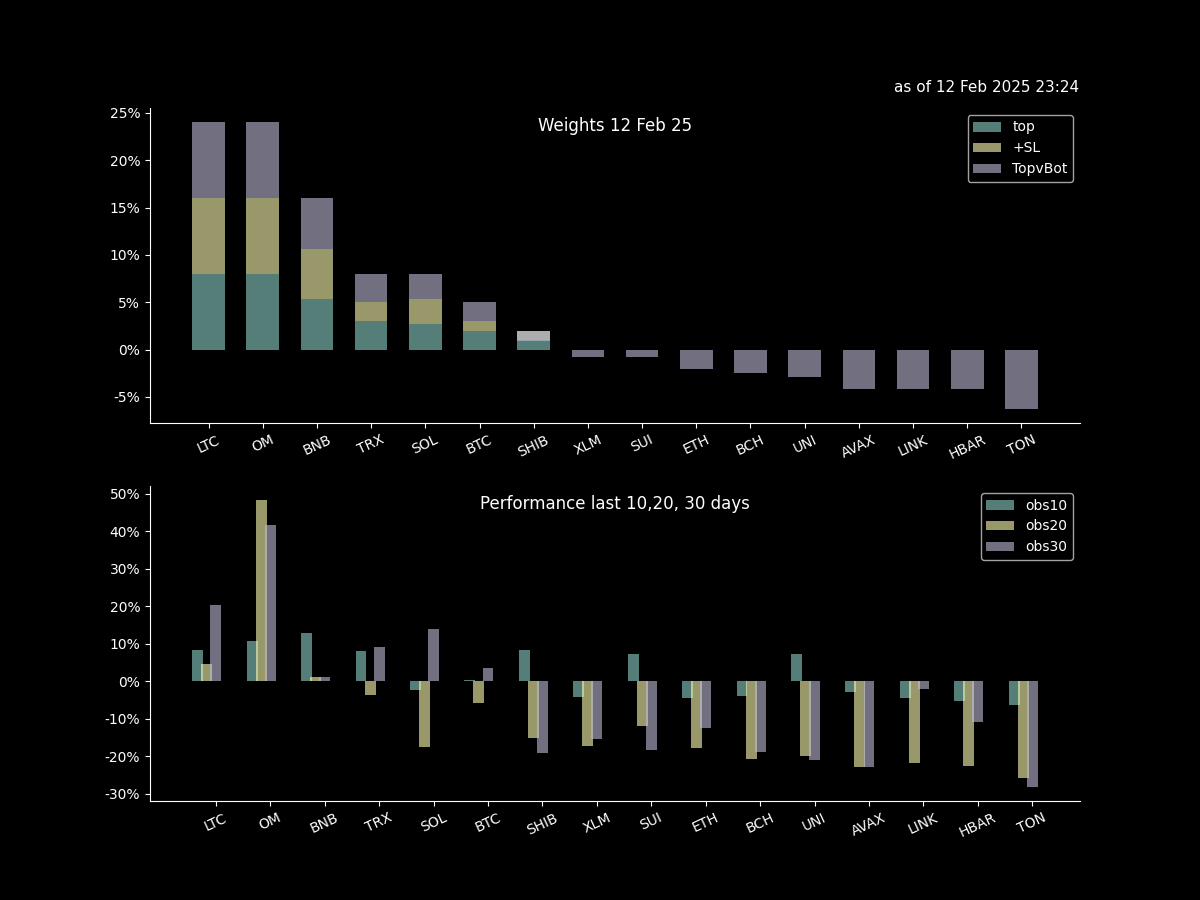 as of 12 Feb 2025 23:24
Weights 12 Feb 25
top
+SL
TopvBot
25%
20%
15%
10%
5%
0%
-5%
LTC OM BNB TRX SOL BTC SHIB XLM SUI ETH BCH UNI AVAX LINK HBAR TON
Performance last 10,20, 30 days
obs10
obs20
obs30
50%
40%
30%
20%
10%
0%
-10%
-20%
-30%
LTC OM BNB TRX SOL BTC SHIB XLM SUI ETH BCH UNI AVAX LINK HBAR TON